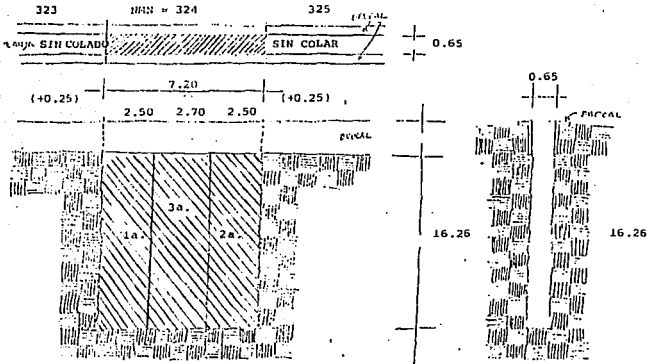 323 = 324 325
SIN COLADO SIN COLAR 0.65
7.20 0.65
(+0.25) (+0.25)
2.50 2.70 2.50
3a.
1a. 2a. 16.26 16.26